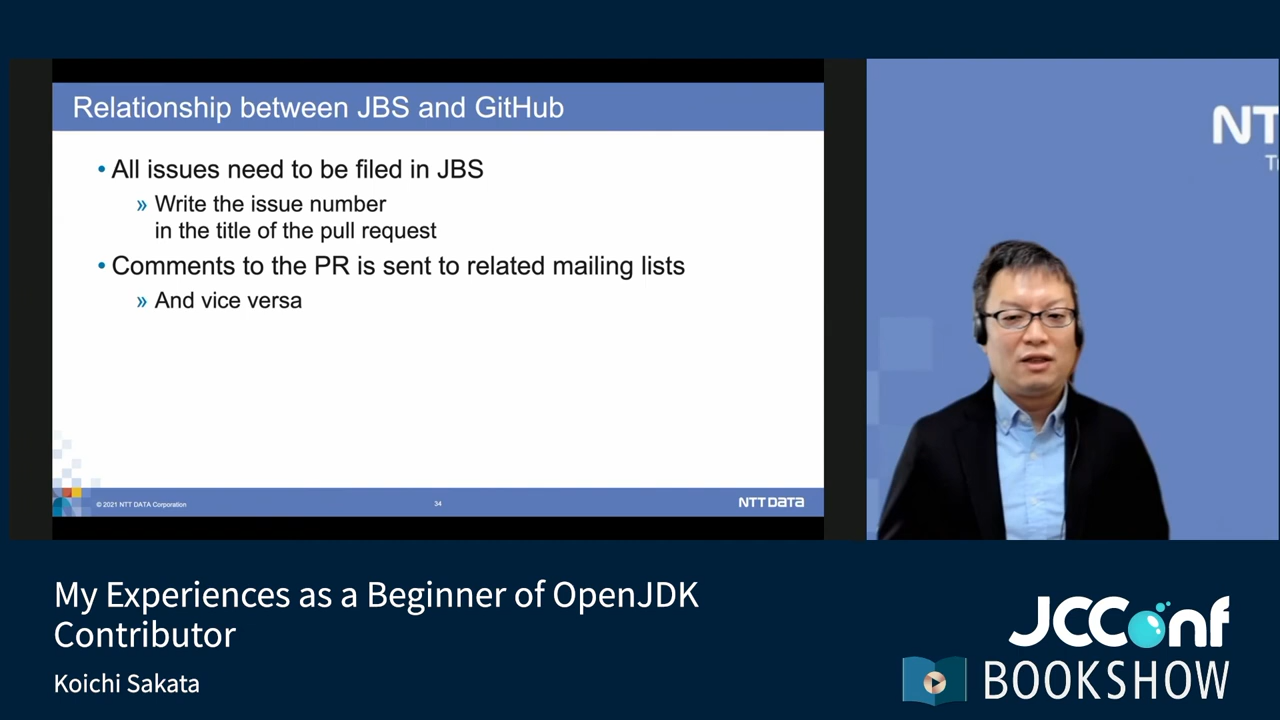 Relationship between JBS and GitHub
• All issues need to be filed in JBS
» Write the issue number
in the title of the pull request
• Comments to the PR is sent to related mailing lists
» And vice versa
© 2021 NTT DATA Corporation
34
NTT DATA
NT
T
My Experiences as a Beginner of OpenJDK
Contributor
Koichi Sakata
JCConf
BOOKSHOW